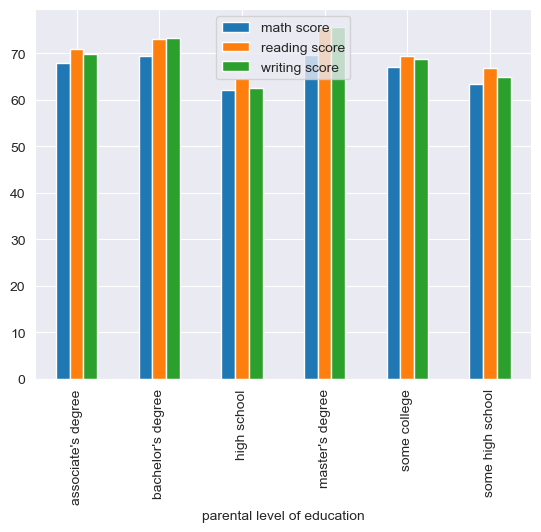 math score
reading score
writing score
70
60
50
40
30
20
10
0
associate's degree
bachelor's degree
high school
master's degree
some college
some high school
parental level of education